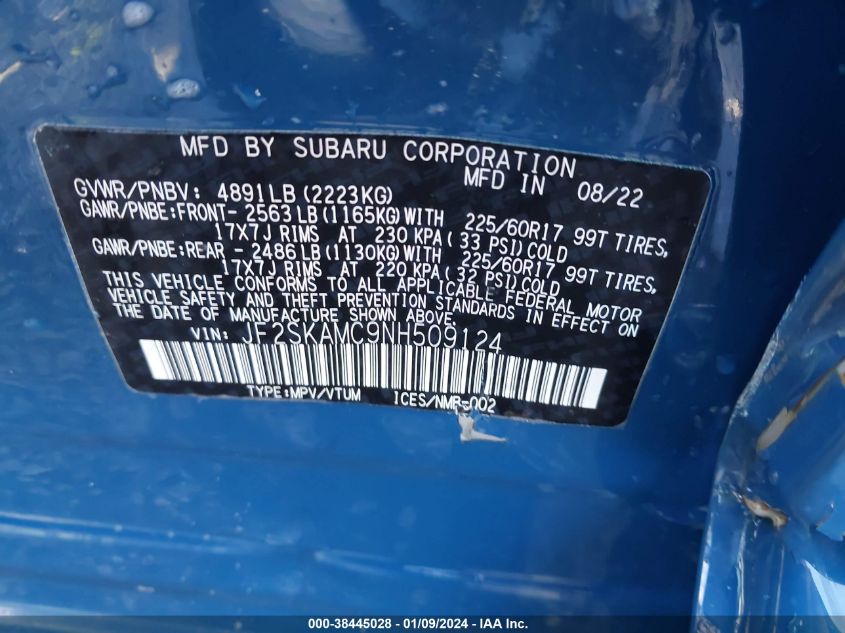 MFD BY SUBARU CORPORATION
MFD IN 08/22
GVWR/PNBV: 4891LB (2223KG)
GAWR/PNBE:FRONT- 2563LB (1165KG) WITH 225/60R17 99T TIRES,
17X7J RIMS AT 230 KPA( 33 PSI)COLD
GAWR/PNBE:REAR - 2486LB (1130KG) WITH 225/60R17 99T TIRES,
17X7J RIMS AT 220 KPA( 32 PSI)COLD
THIS VEHICLE CONFORMS TO ALL APPLICABLE FEDERAL MOTOR
VEHICLE SAFETY AND THEFT PREVENTION STANDARDS IN EFFECT ON
THE DATE OF MANUFACTURE SHOWN ABOVE.
VIN: JF2SKAMC9NH509124
TYPE:MPV/VTUM ICES/NMB-002
000-38445028 - 01/09/2024 - IAA Inc.